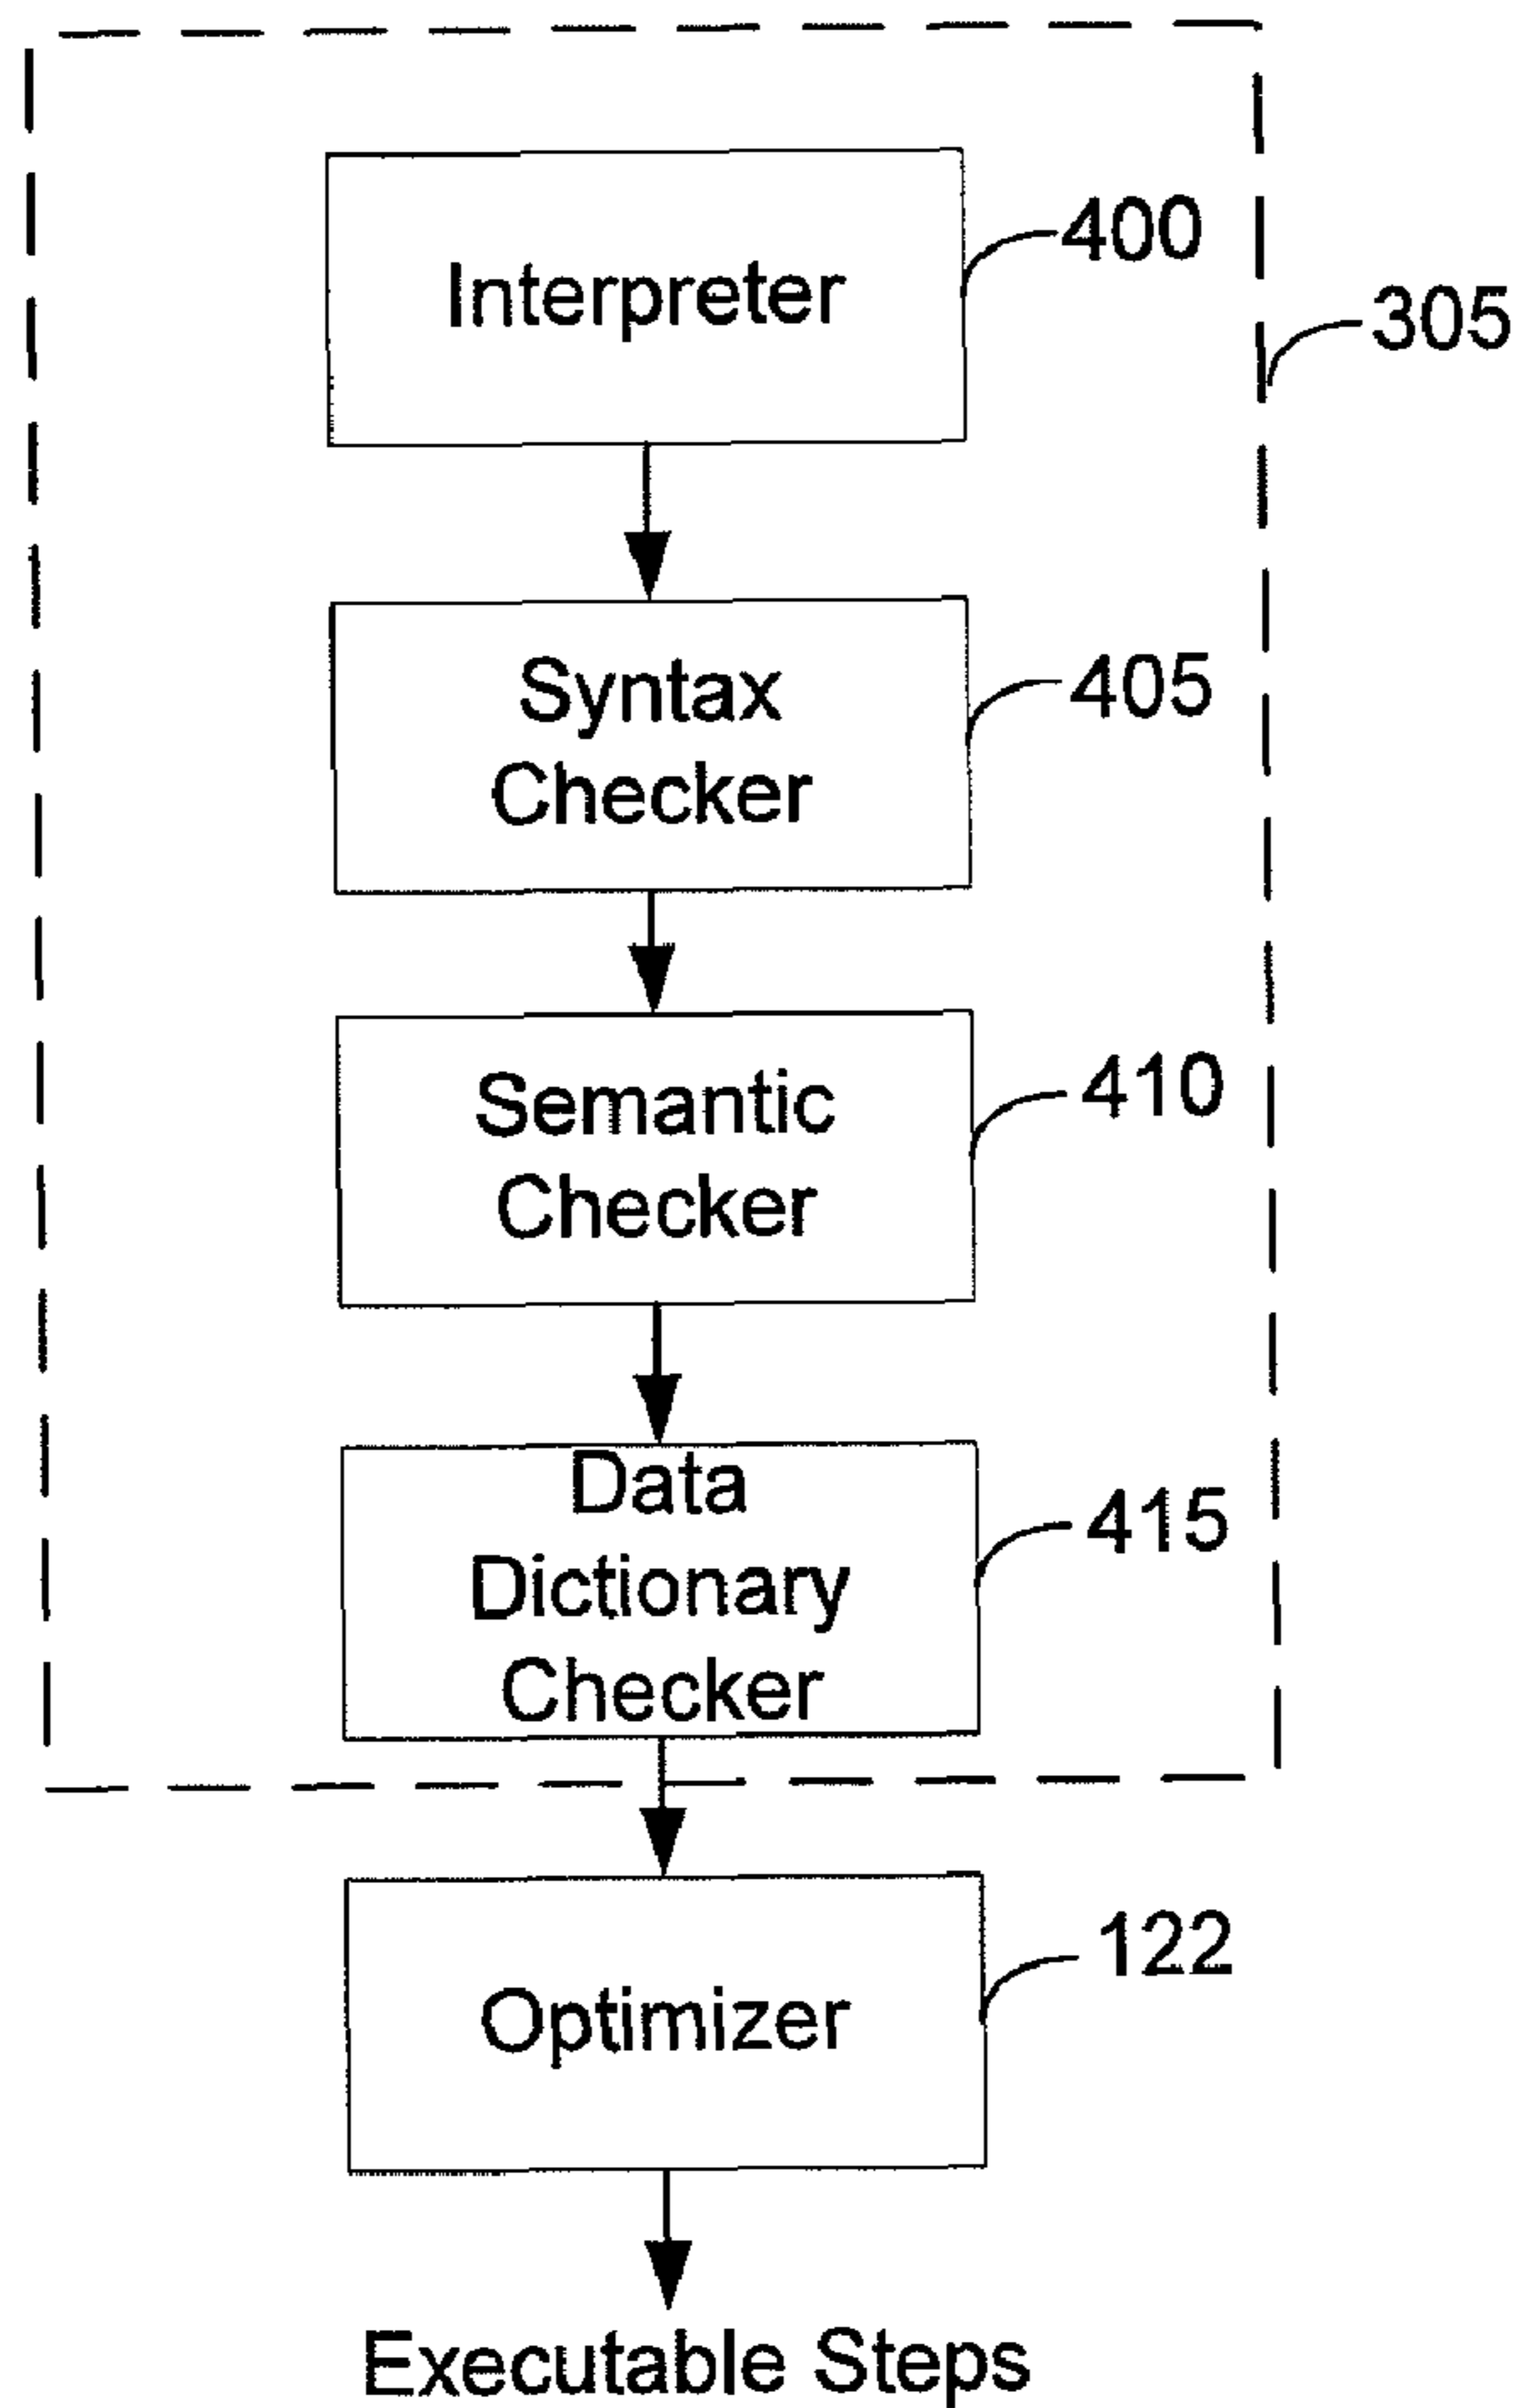 Interpreter
400
305
Syntax
Checker
405
Semantic
Checker
410
Data
Dictionary
Checker
415
Optimizer
122
Executable Steps